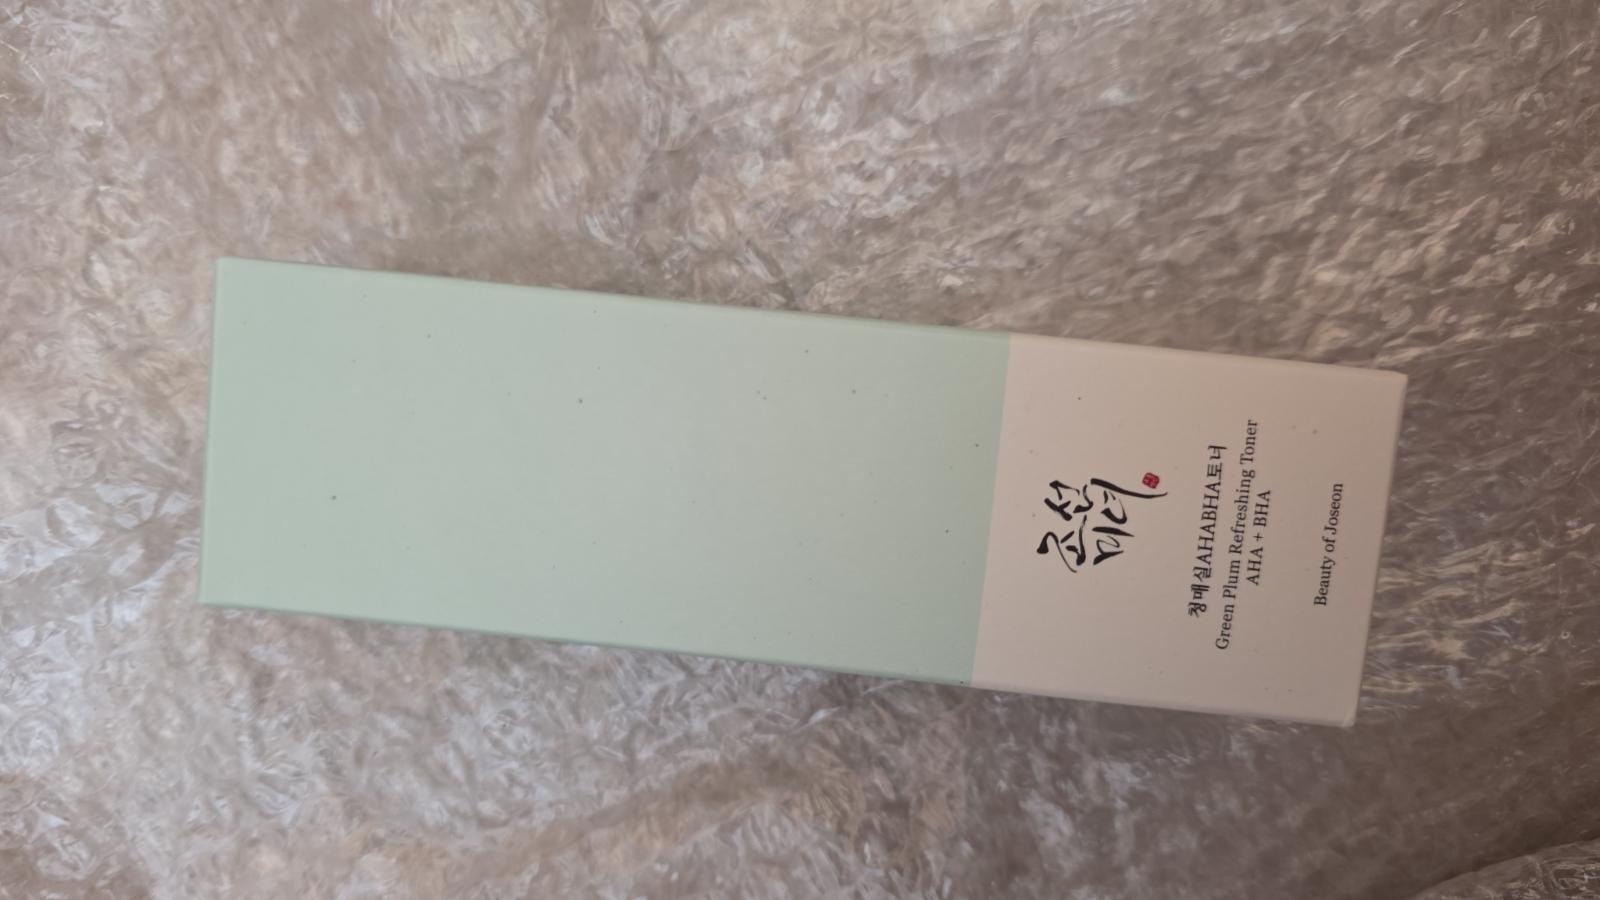 조선
미녀
청매실AHABHA토너
Green Plum Refreshing Toner
AHA + BHA
Beauty of Joseon